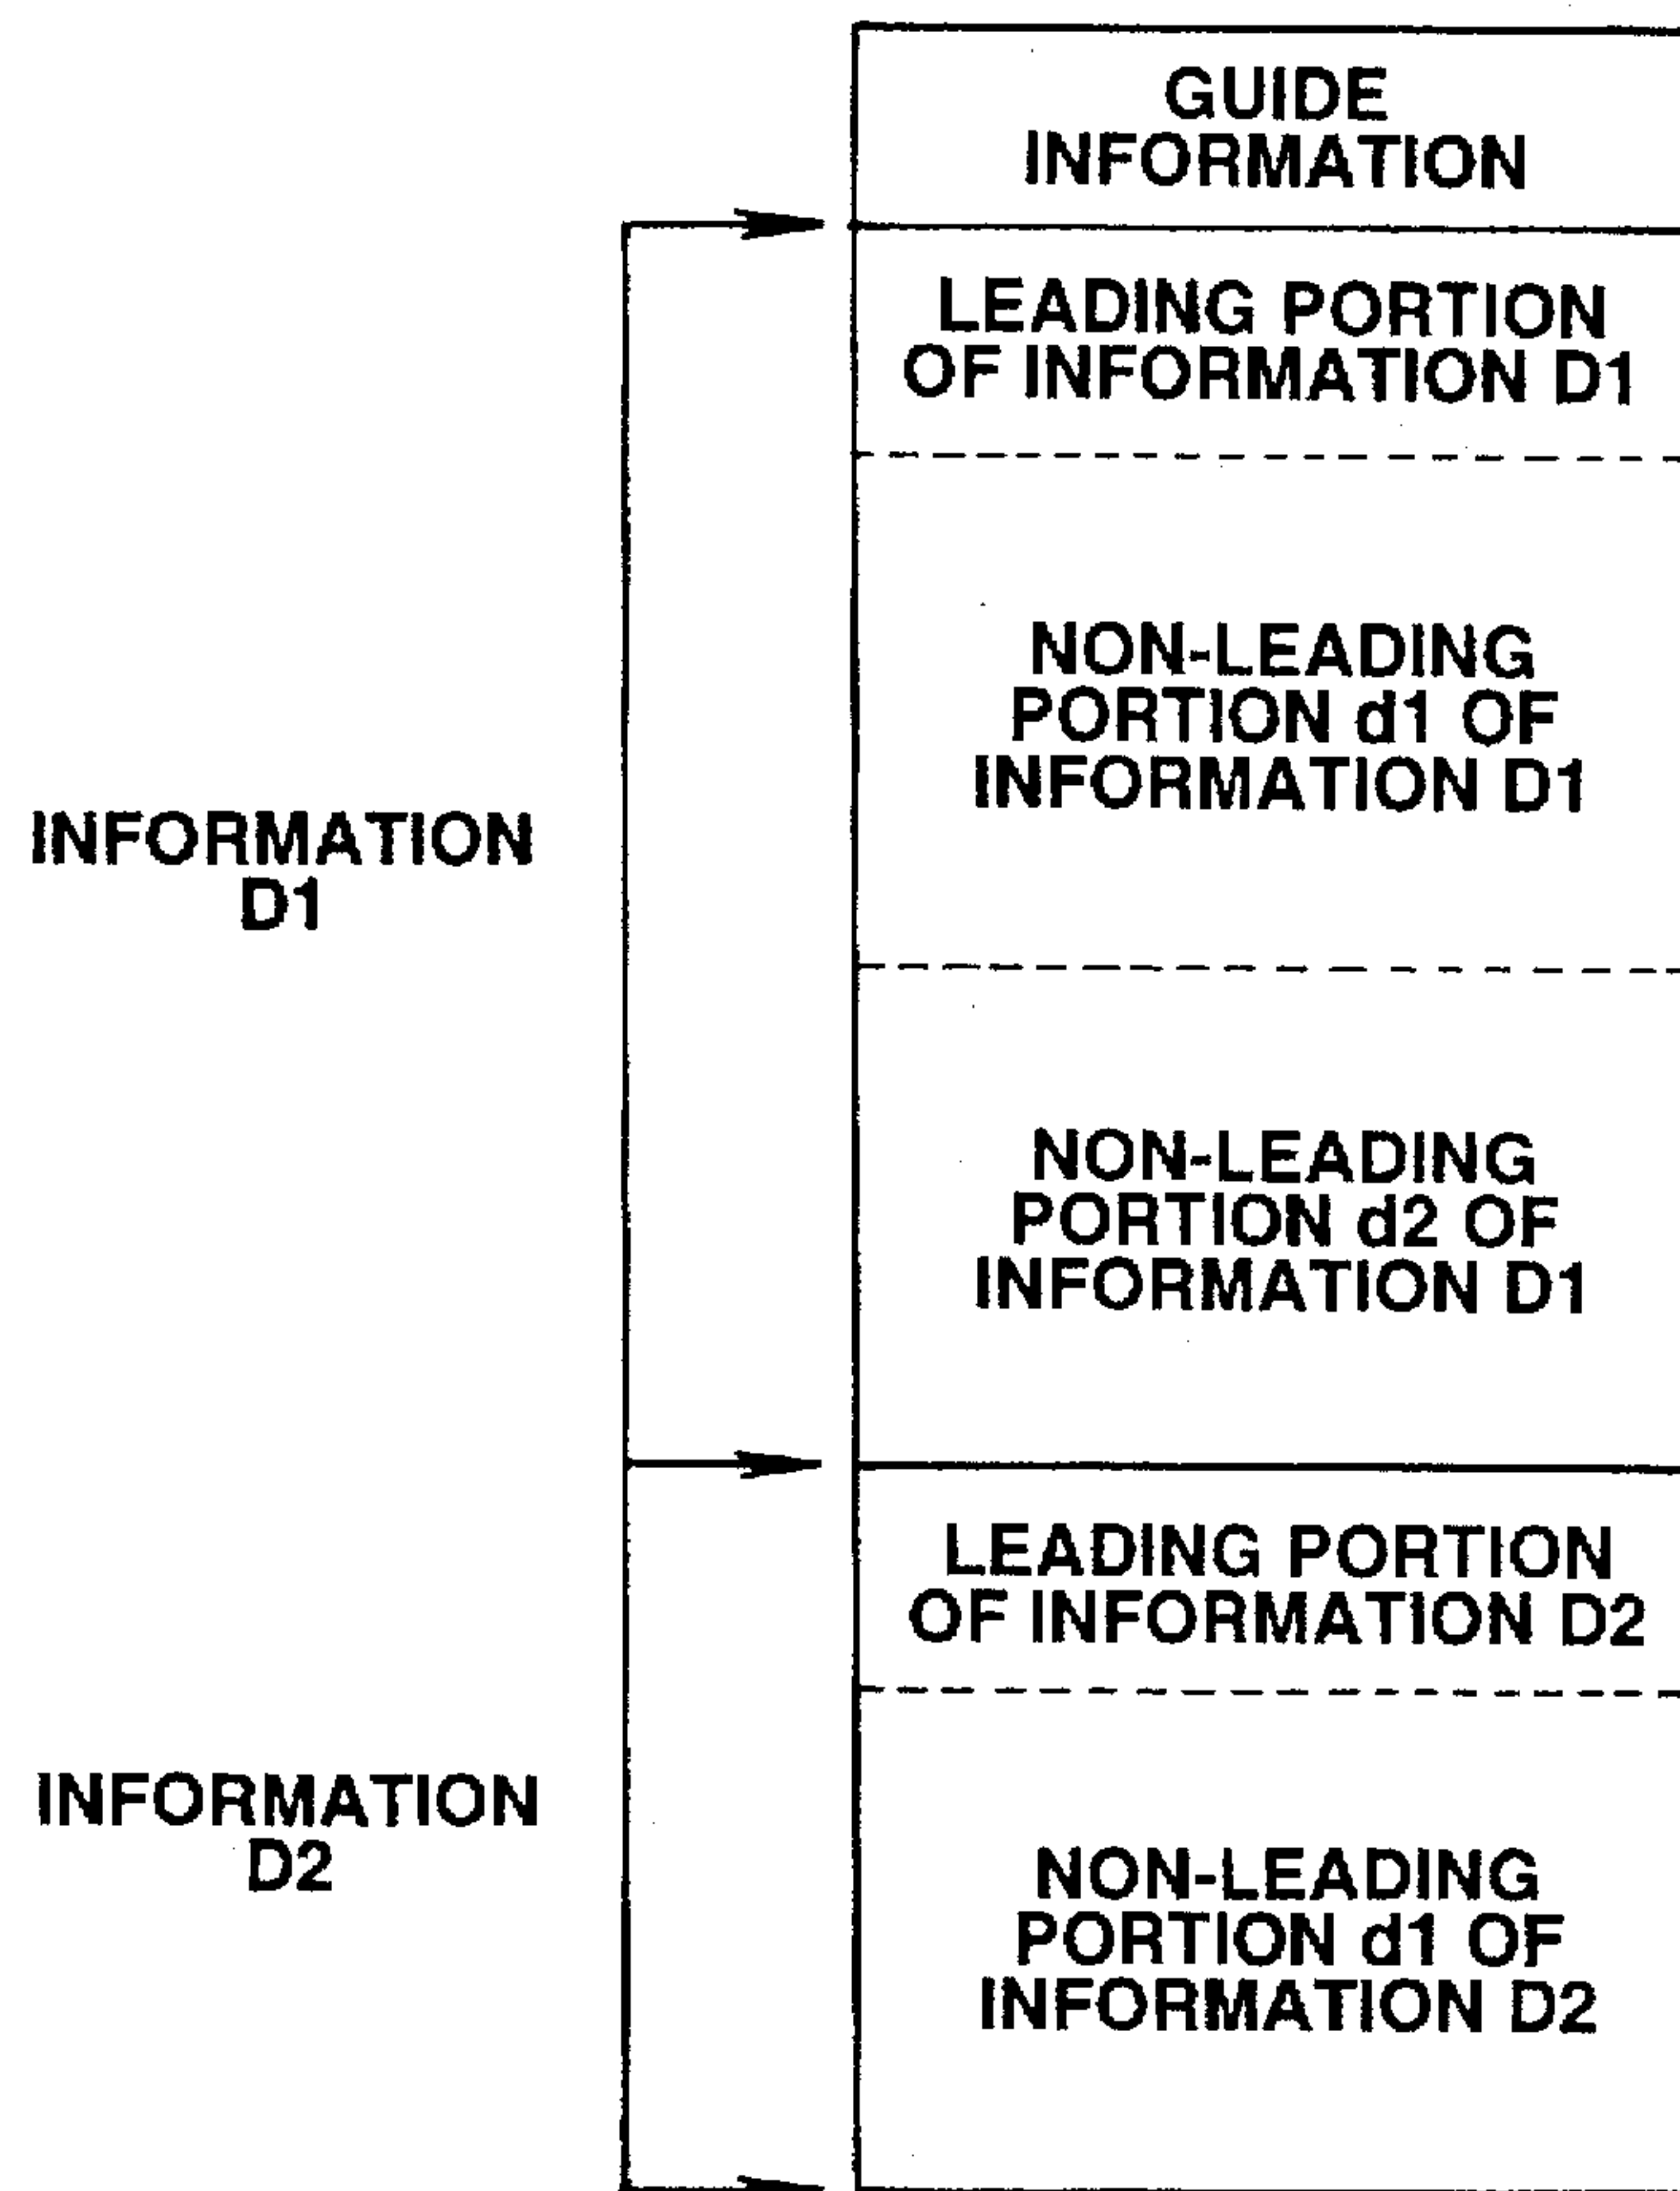 GUIDE
INFORMATION
LEADING PORTION
OF INFORMATION D1
NON-LEADING
PORTION d1 OF
INFORMATION D1
INFORMATION
D1
NON-LEADING
PORTION d2 OF
INFORMATION D1
LEADING PORTION
OF INFORMATION D2
INFORMATION
D2
NON-LEADING
PORTION d1 OF
INFORMATION D2